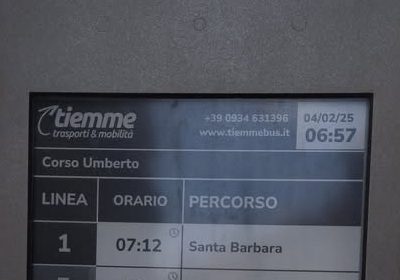 tiemme
trasporti & mobilità
+39 0934 631396
www.tiemmebus.it
04/02/25
06:57
Corso Umberto
LINEA ORARIO PERCORSO
1 07:12 Santa Barbara